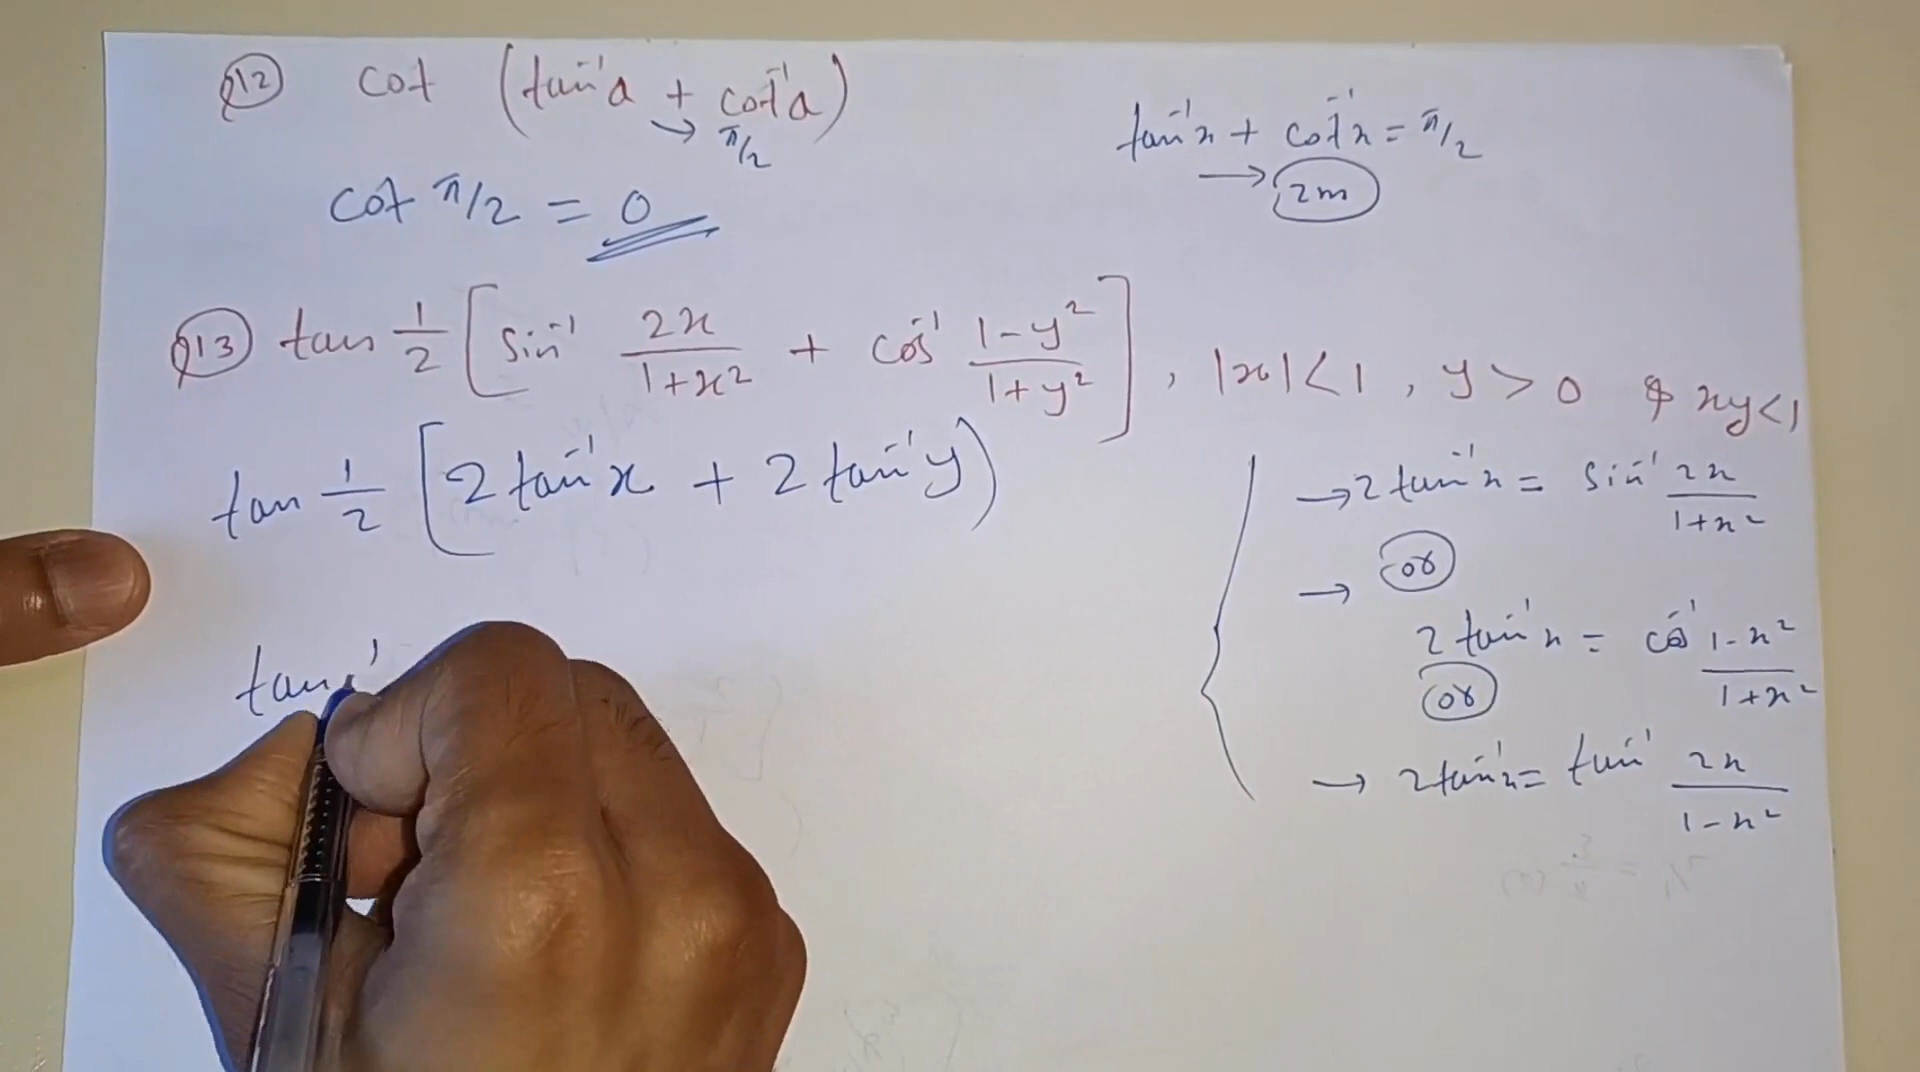 Q12 cot (tan⁻¹a + cot⁻¹a)
→ π/2
cot π/2 = 0
tan⁻¹x + cot⁻¹x = π/2
→ 2m
Q13 tan 1/2 [sin⁻¹ 2x/1+x² + cos⁻¹ 1-y²/1+y²], |x|<1, y>0 & xy<1
tan 1/2 [2 tan⁻¹x + 2 tan⁻¹y)
tan⁻¹
→ 2 tan⁻¹x = sin⁻¹ 2x/1+x²
→ or
2 tan⁻¹x = cos⁻¹ 1-x²/1+x²
or
→ 2tan⁻¹x = tan⁻¹ 2x/1-x²